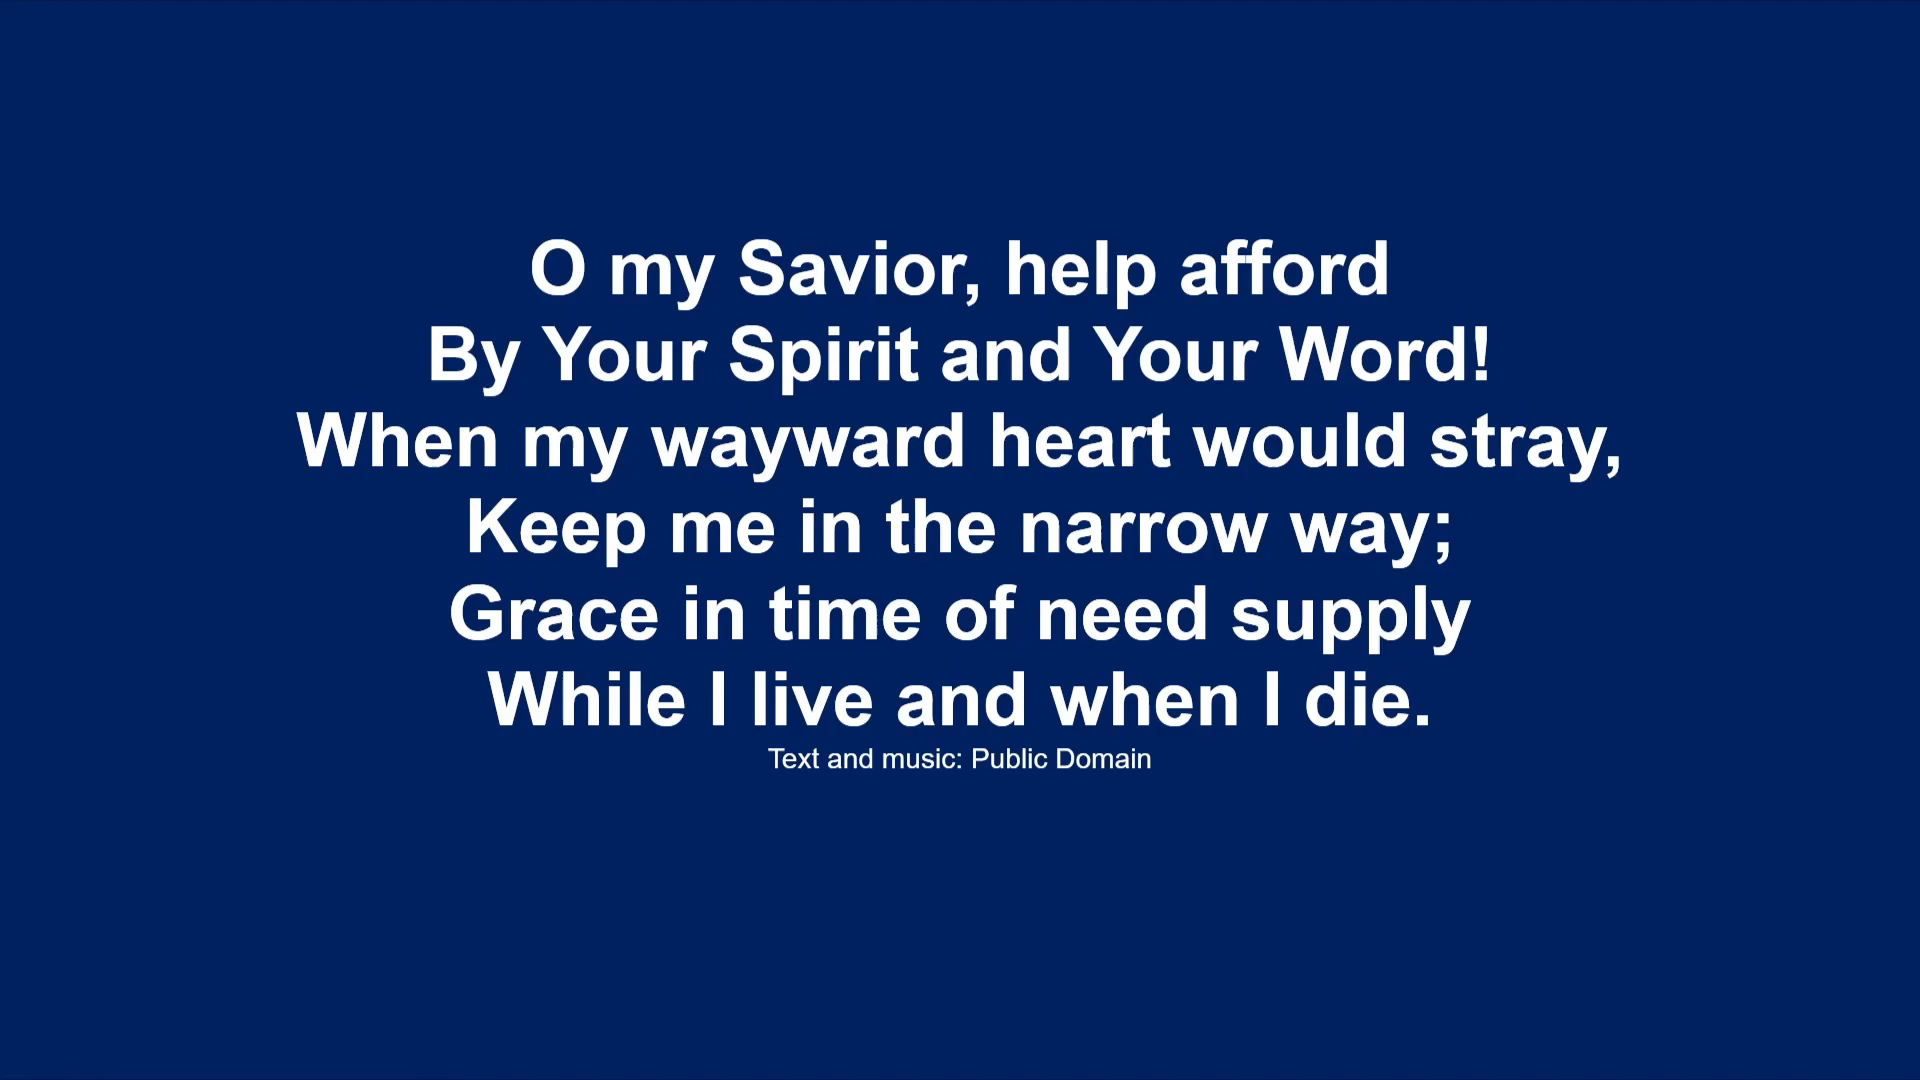 O my Savior, help afford
By Your Spirit and Your Word!
When my wayward heart would stray,
Keep me in the narrow way;
Grace in time of need supply
While I live and when I die.
Text and music: Public Domain